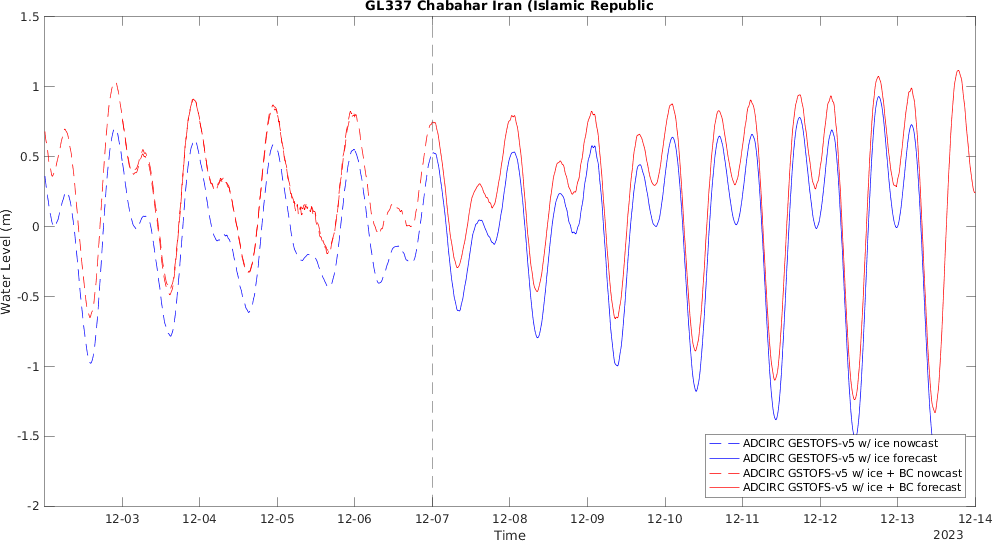 GL337 Chabahar Iran (Islamic Republic
1.5
1
0.5
0
-0.5
-1
-1.5
-2
Water Level (m)
12-03 12-04 12-05 12-06 12-07 12-08 12-09 12-10 12-11 12-12 12-13 12-14
Time
2023
ADCIRC GESTOFS-v5 w/ ice nowcast
ADCIRC GESTOFS-v5 w/ ice forecast
ADCIRC GSTOFS-v5 w/ ice + BC nowcast
ADCIRC GSTOFS-v5 w/ ice + BC forecast